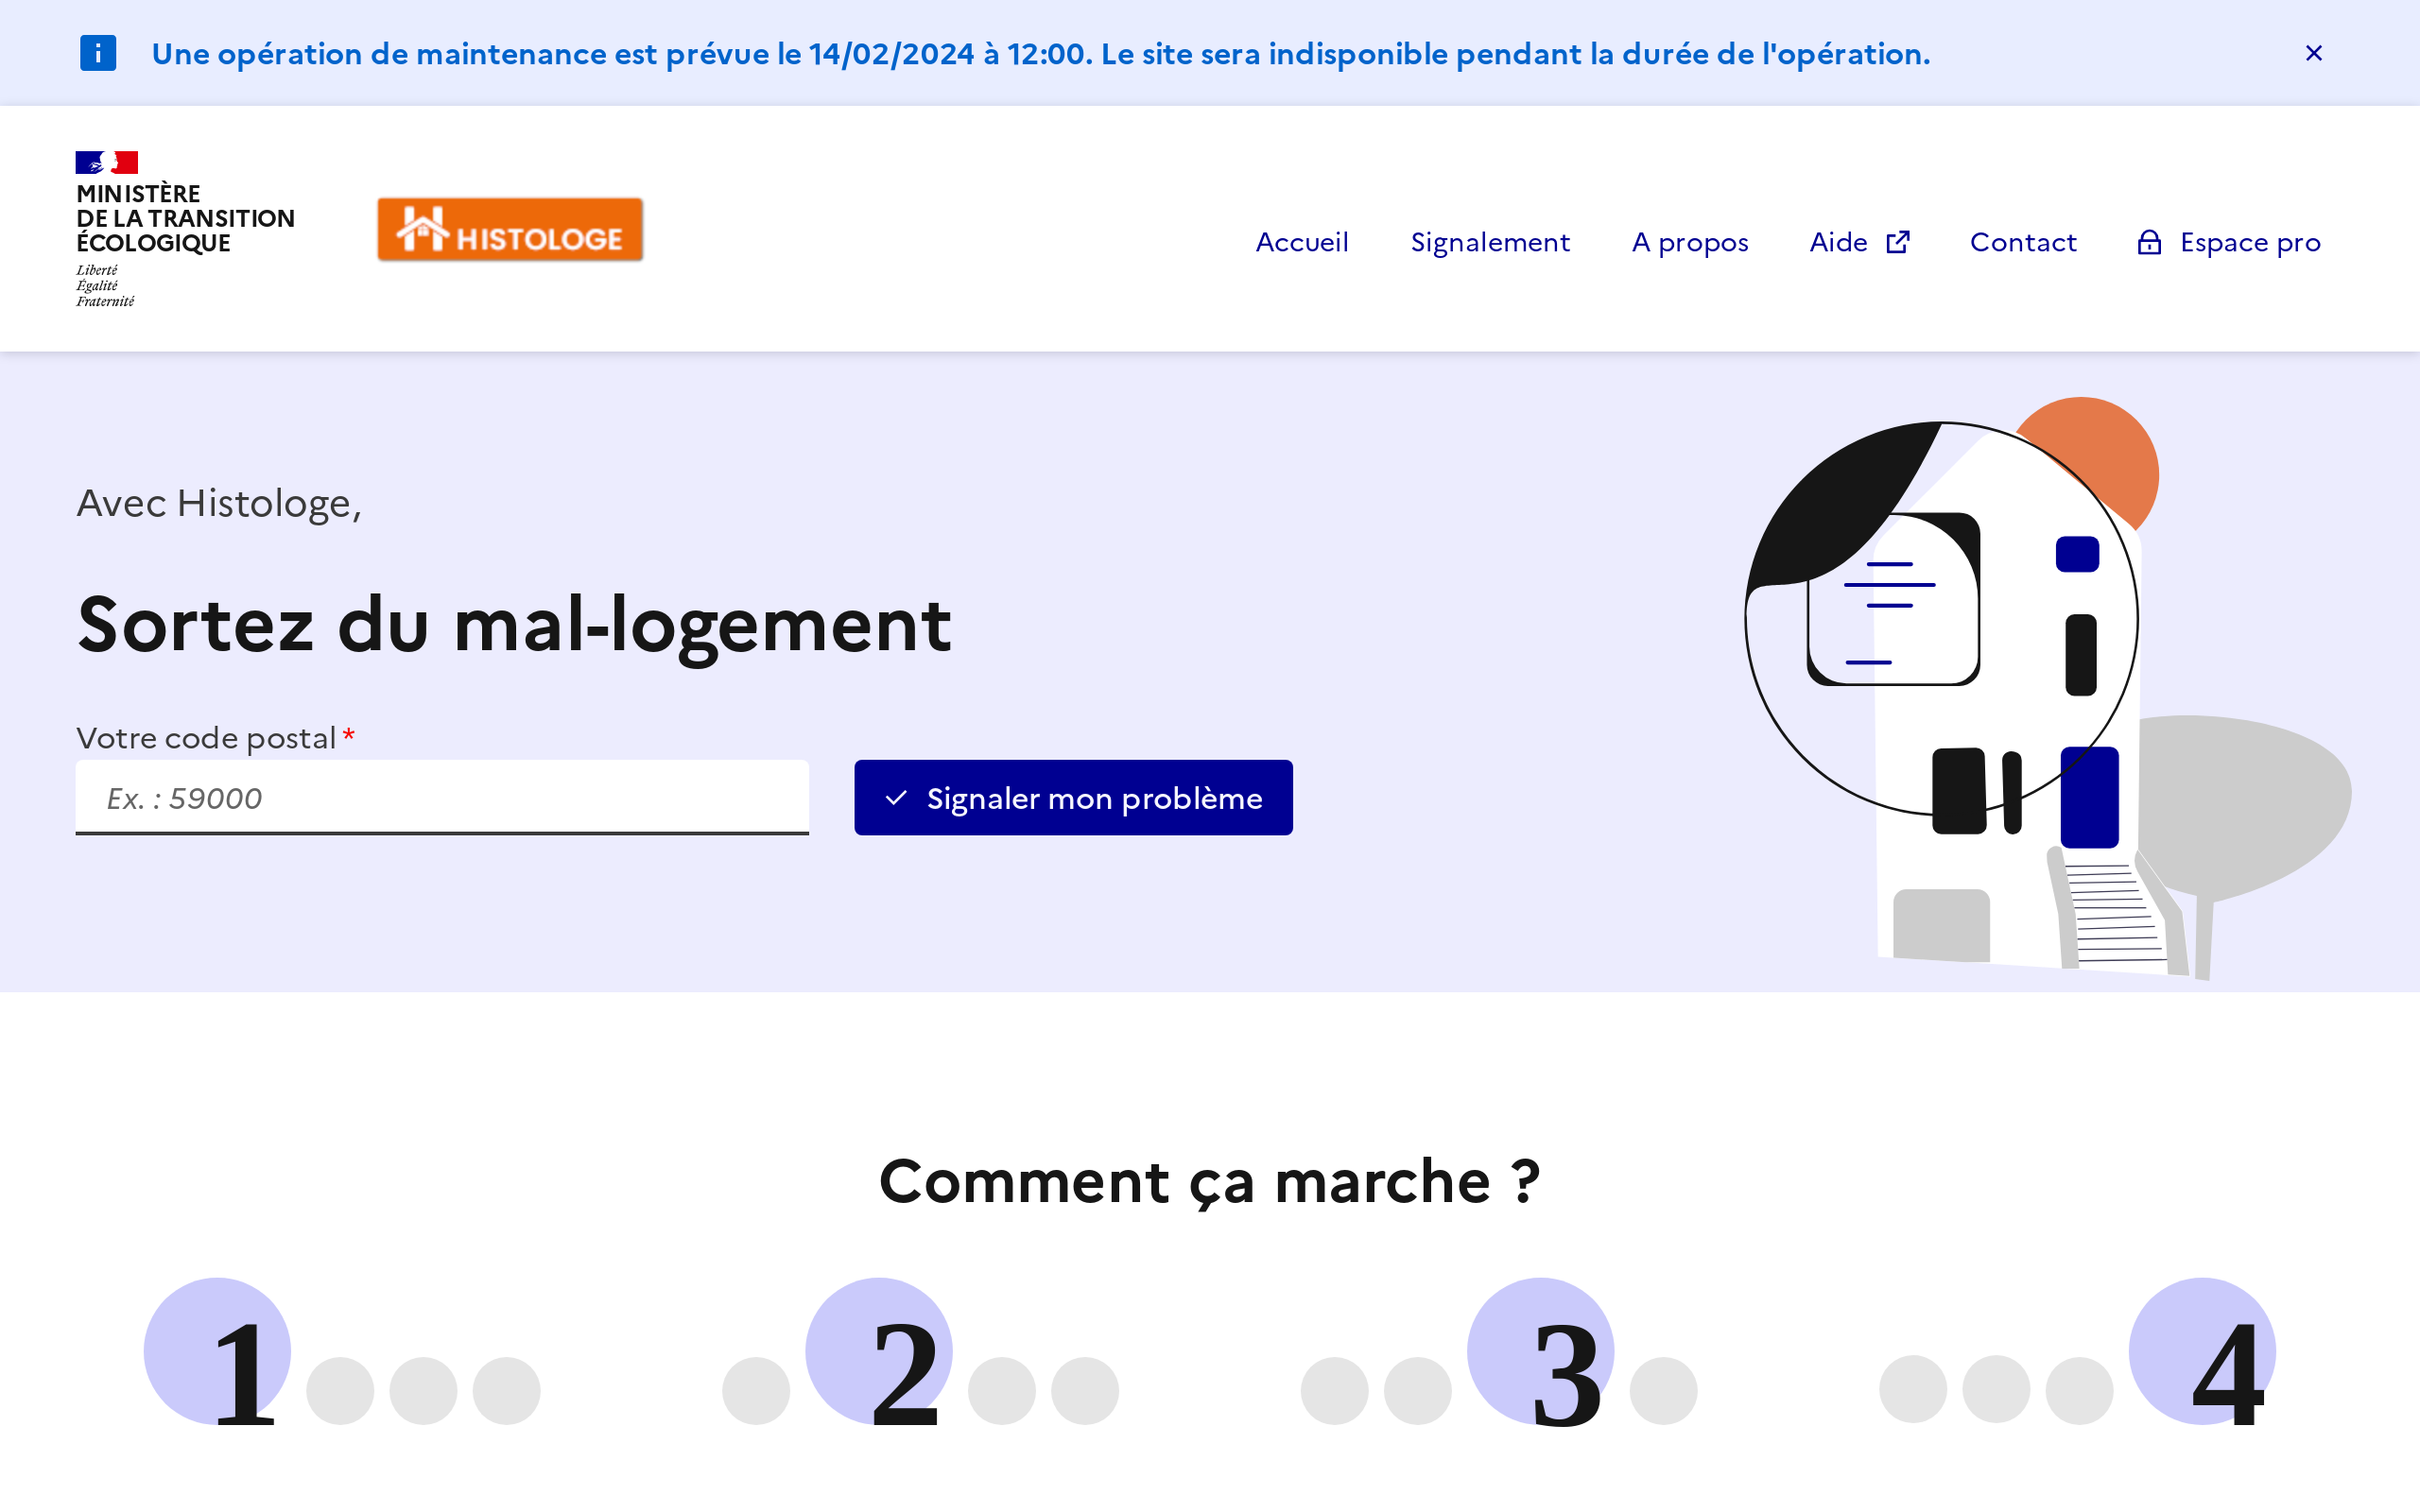 Une opération de maintenance est prévue le 14/02/2024 à 12:00. Le site sera indisponible pendant la durée de l'opération.
MINISTÈRE
DE LA TRANSITION
ÉCOLOGIQUE
Liberté
Égalité
Fraternité
HISTOLOGE
Accueil
Signalement
A propos
Aide
Contact
Espace pro
Avec Histologe,
Sortez du mal-logement
Votre code postal *
Ex. : 59000
Signaler mon problème
Comment ça marche ?
1
2
3
4